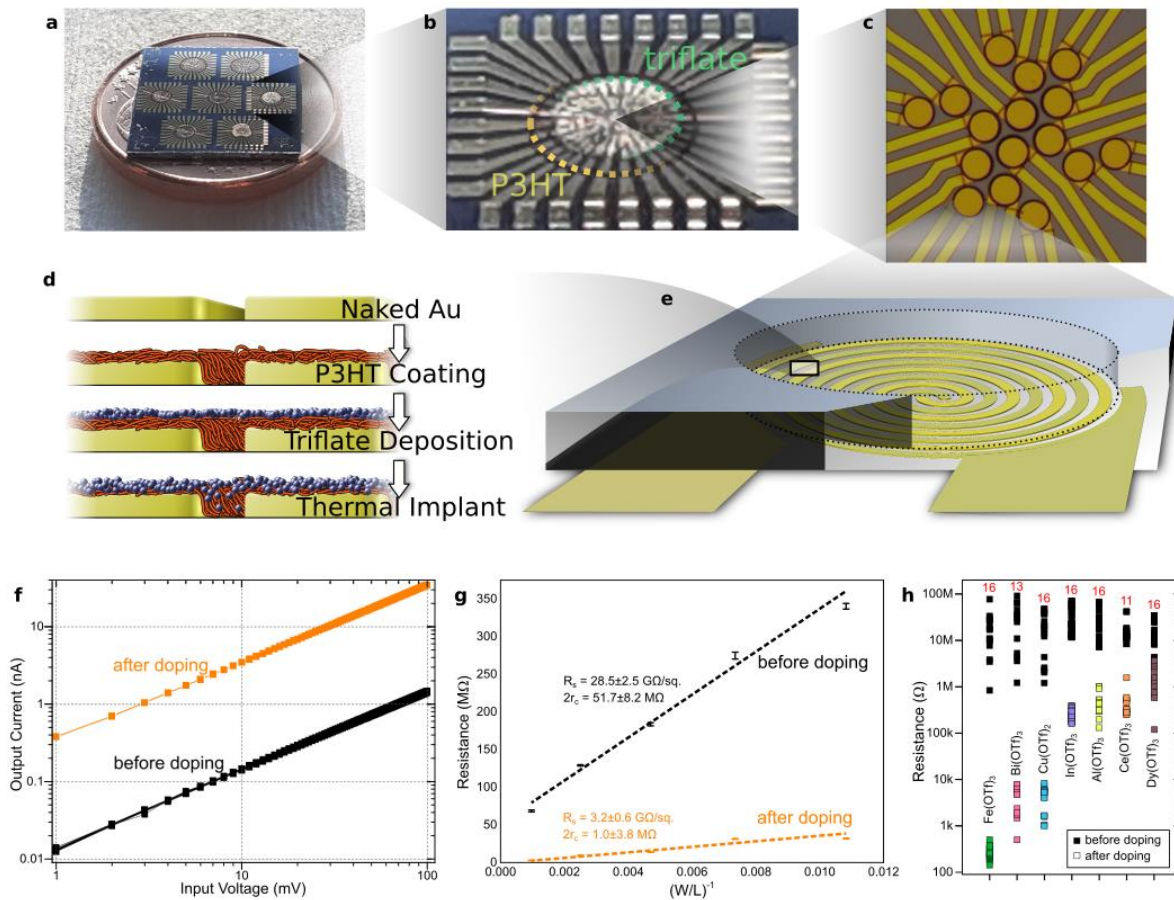 a
b
c
triflate
P3HT
d
e
Naked Au
P3HT Coating
Triflate Deposition
Thermal Implant
f
10
1
0.1
0.01
1
10
100
Output Current (nA)
Input Voltage (mV)
after doping
before doping
g
350
300
250
200
150
100
50
0
0.000
0.002
0.004
0.006
0.008
0.010
0.012
Resistance (MΩ)
(W/L)⁻¹
before doping
Rₛ = 28.5±2.5 GΩ/sq.
2r꜀ = 51.7±8.2 MΩ
Rₛ = 3.2±0.6 GΩ/sq.
2r꜀ = 1.0±3.8 MΩ
after doping
h
16 13 16 16 16 11 16
100M
10M
1M
100k
10k
1k
100
Resistance (Ω)
Fe(OTf)₃
Bi(OTf)₃
Cu(OTf)₂
In(OTf)₃
Al(OTf)₃
Ce(OTf)₃
Dy(OTf)₃
before doping
after doping